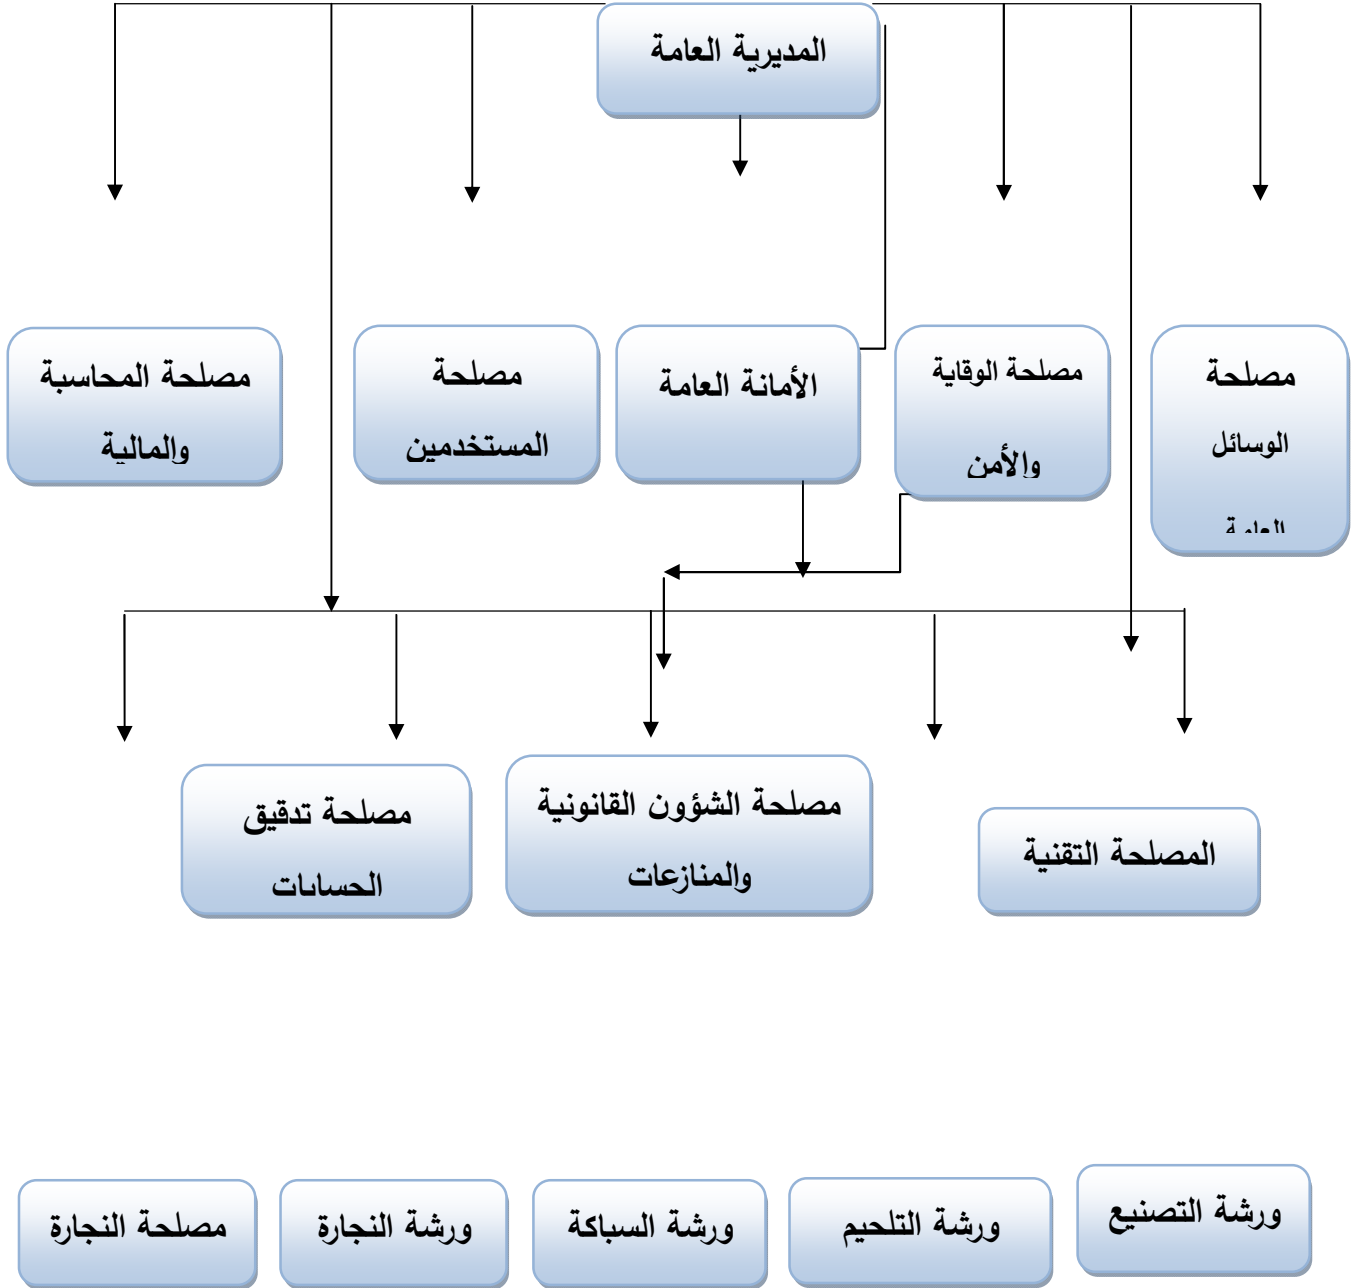 المديرية العامة
مصلحة
الوسائل
العامة
مصلحة الوقاية
والأمن
الأمانة العامة
مصلحة
المستخدمين
مصلحة المحاسبة
والمالية
المصلحة التقنية
مصلحة الشؤون القانونية
والمنازعات
مصلحة تدقيق
الحسابات
ورشة التصنيع
ورشة التلحيم
ورشة السباكة
ورشة النجارة
مصلحة النجارة